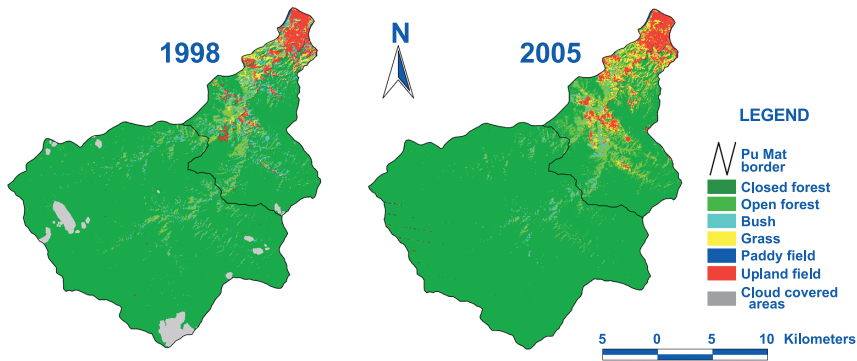 1998
N
2005
LEGEND
Pu Mat
border
Closed forest
Open forest
Bush
Grass
Paddy field
Upland field
Cloud covered
areas
5 0 5 10 Kilometers